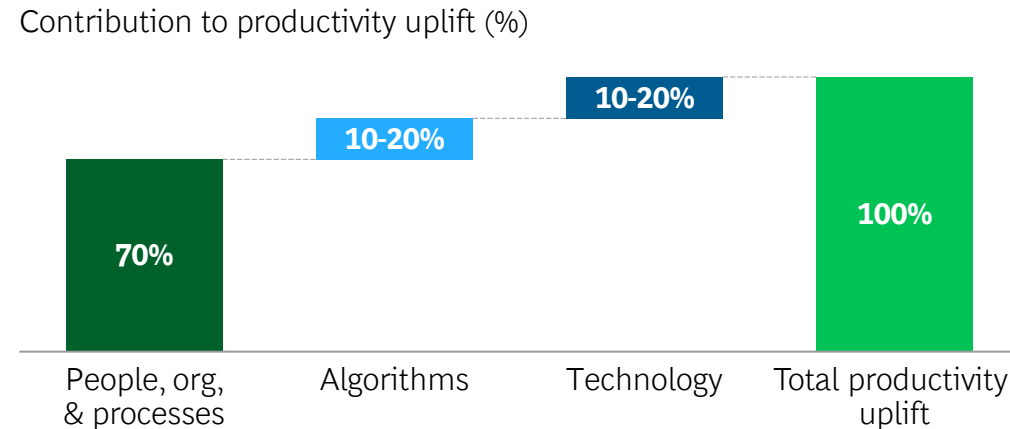 Contribution to productivity uplift (%)
10-20%
10-20%
100%
70%
People, org,
& processes
Algorithms
Technology
Total productivity
uplift